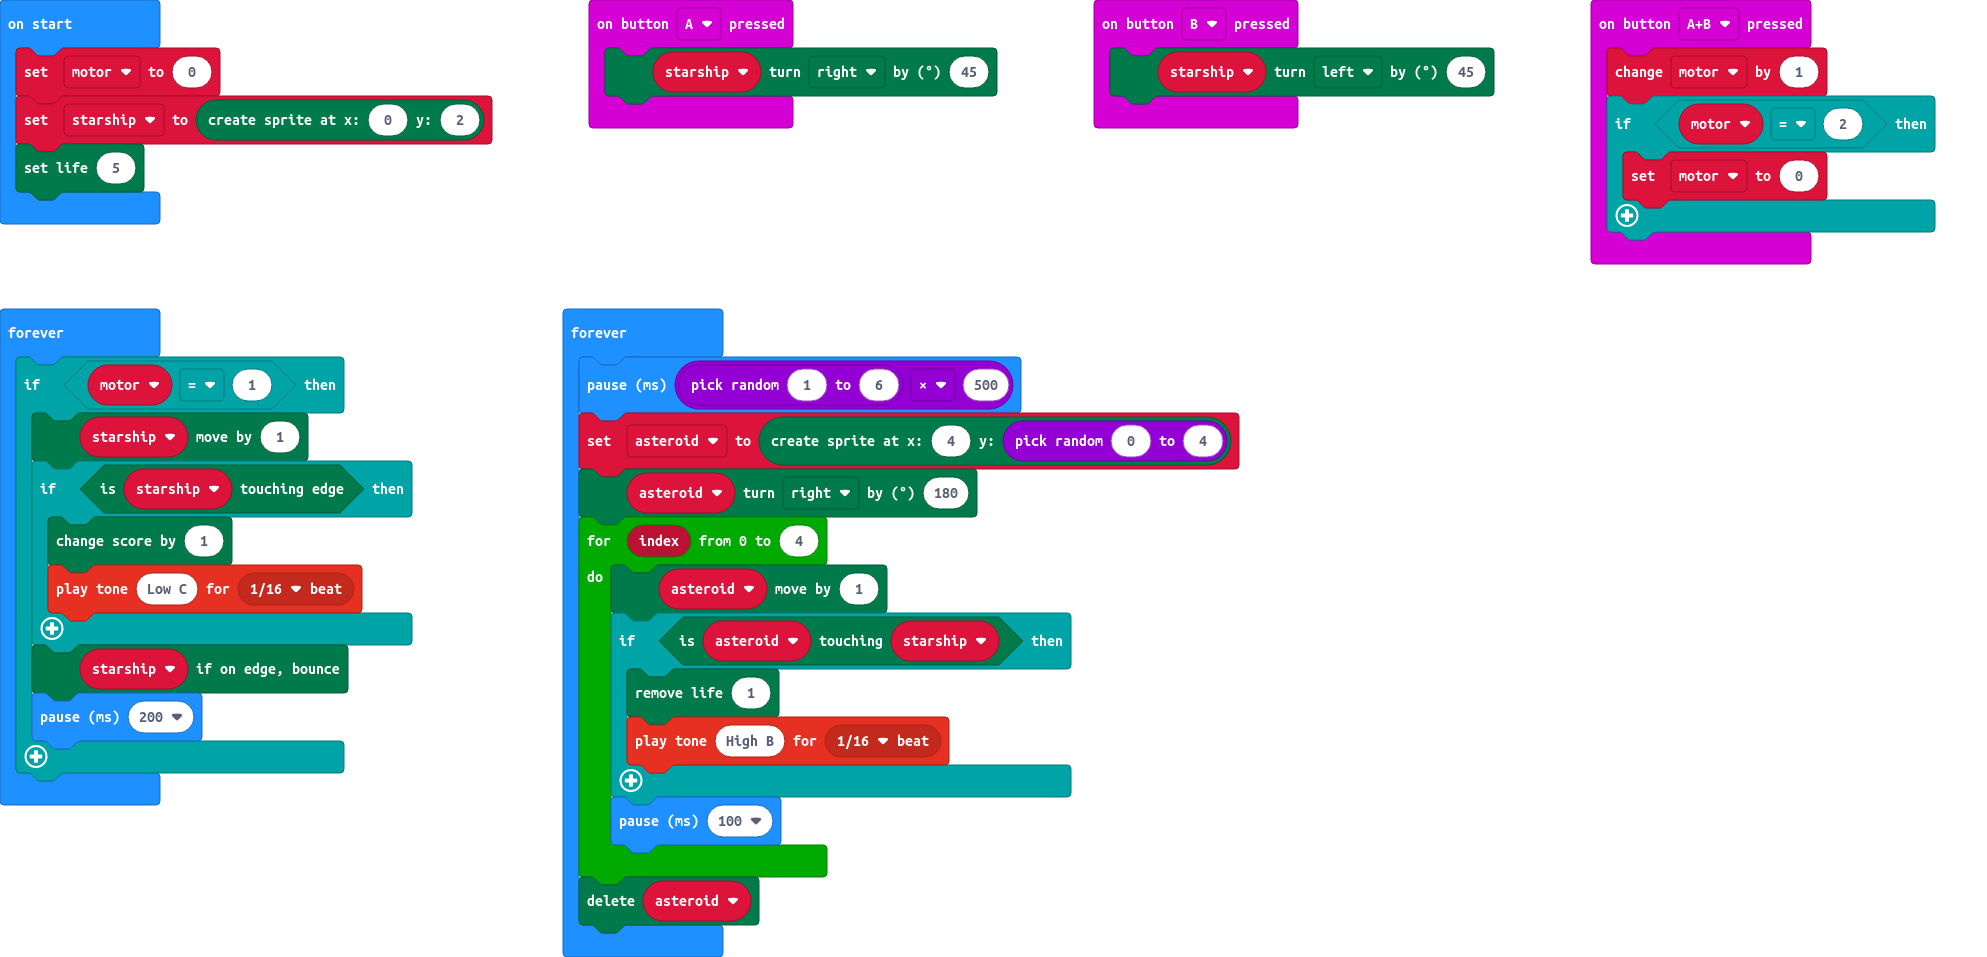 on start
set motor to 0
set starship to create sprite at x: 0 y: 2
set life 5
on button A pressed
starship turn right by (°) 45
on button B pressed
starship turn left by (°) 45
on button A+B pressed
change motor by 1
if motor = 2 then
set motor to 0
forever
if motor = 1 then
starship move by 1
if is starship touching edge then
change score by 1
play tone Low C for 1/16 beat
starship if on edge, bounce
pause (ms) 200
forever
pause (ms) pick random 1 to 6 × 500
set asteroid to create sprite at x: 4 y: pick random 0 to 4
asteroid turn right by (°) 180
for index from 0 to 4
do
asteroid move by 1
if is asteroid touching starship then
remove life 1
play tone High B for 1/16 beat
pause (ms) 100
delete asteroid